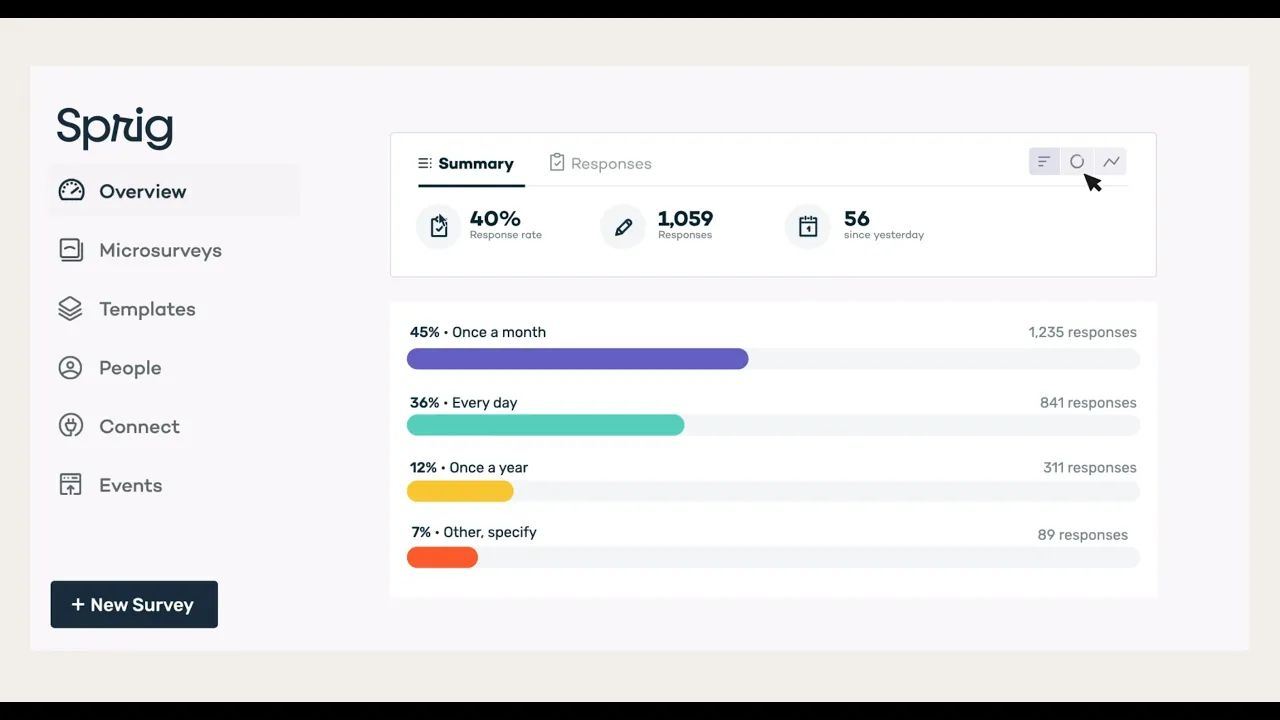 Sprig
Overview
Microsurveys
Templates
People
Connect
Events
+ New Survey
Summary
Responses
40%
Response rate
1,059
Responses
56
since yesterday
45% • Once a month
1,235 responses
36% • Every day
841 responses
12% • Once a year
311 responses
7% • Other, specify
89 responses